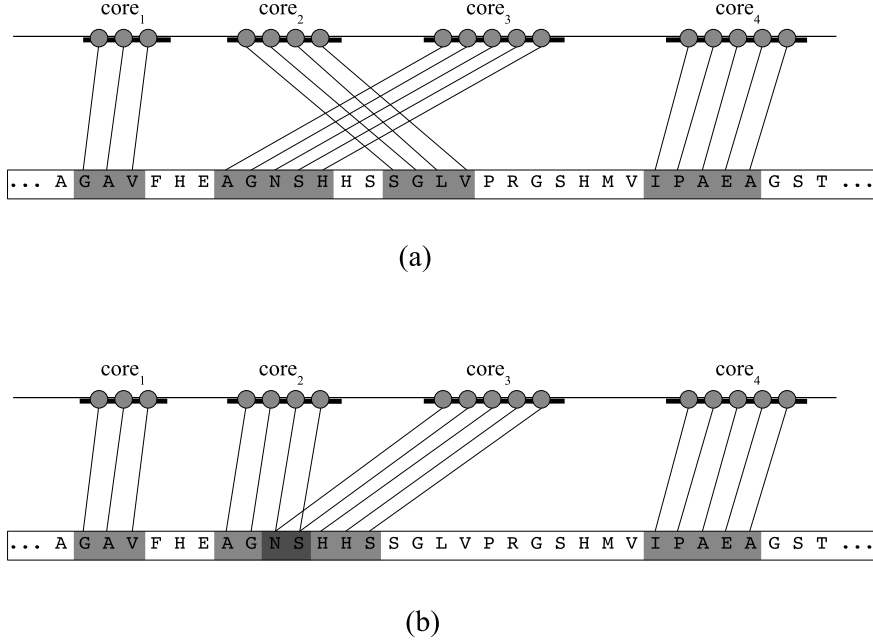 core1 core2 core3 core4
... A G A V F H E A G N S H H S S G L V P R G S H M V I P A E A G S T ...
(a)
core1 core2 core3 core4
... A G A V F H E A G N S H H S S G L V P R G S H M V I P A E A G S T ...
(b)